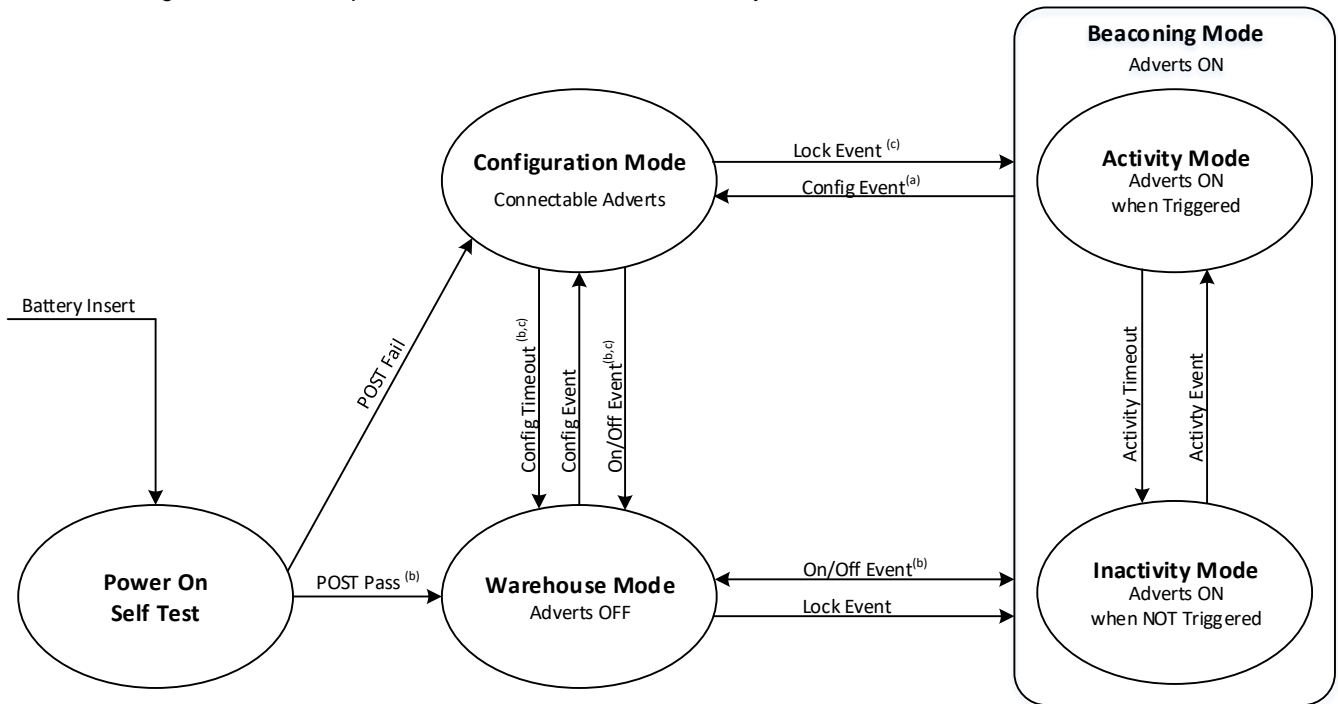 Beaconing Mode
Adverts ON
Configuration Mode
Connectable Adverts
Lock Event (c)
Config Event(a)
Activity Mode
Adverts ON
when Triggered
Battery Insert
POST Fail
Config Timeout (b,c)
Config Event
On/Off Event(b,c)
Activity Timeout
Activty Event
Power On
Self Test
POST Pass (b)
Warehouse Mode
Adverts OFF
On/Off Event(b)
Lock Event
Inactivity Mode
Adverts ON
when NOT Triggered